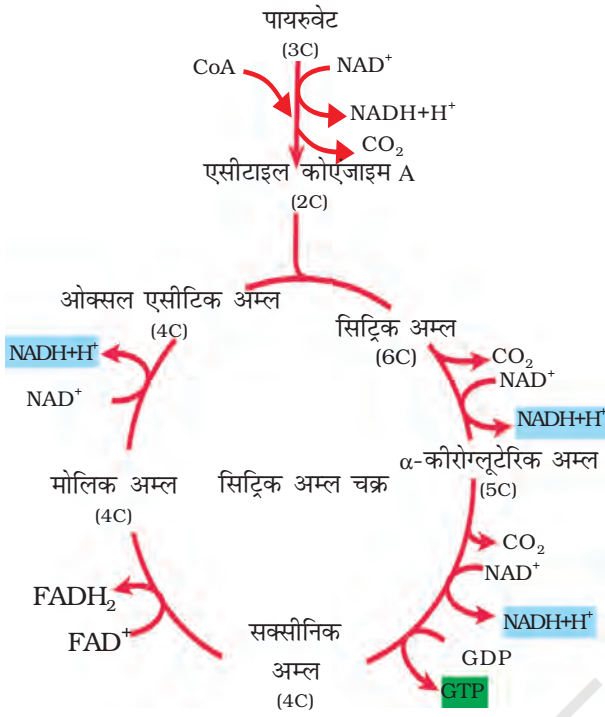 पायरुवेट
(3C)
CoA
NAD⁺
NADH+H⁺
CO₂
एसीटाइल कोएंजाइम A
(2C)
ओक्सल एसीटिक अम्ल
(4C)
सिट्रिक अम्ल
(6C)
NADH+H⁺
NAD⁺
CO₂
NAD⁺
NADH+H⁺
मोलिक अम्ल
(4C)
सिट्रिक अम्ल चक्र
α-कीरोग्लूटेरिक अम्ल
(5C)
CO₂
NAD⁺
NADH+H⁺
FADH₂
FAD⁺
सक्सीनिक
अम्ल
(4C)
GDP
GTP